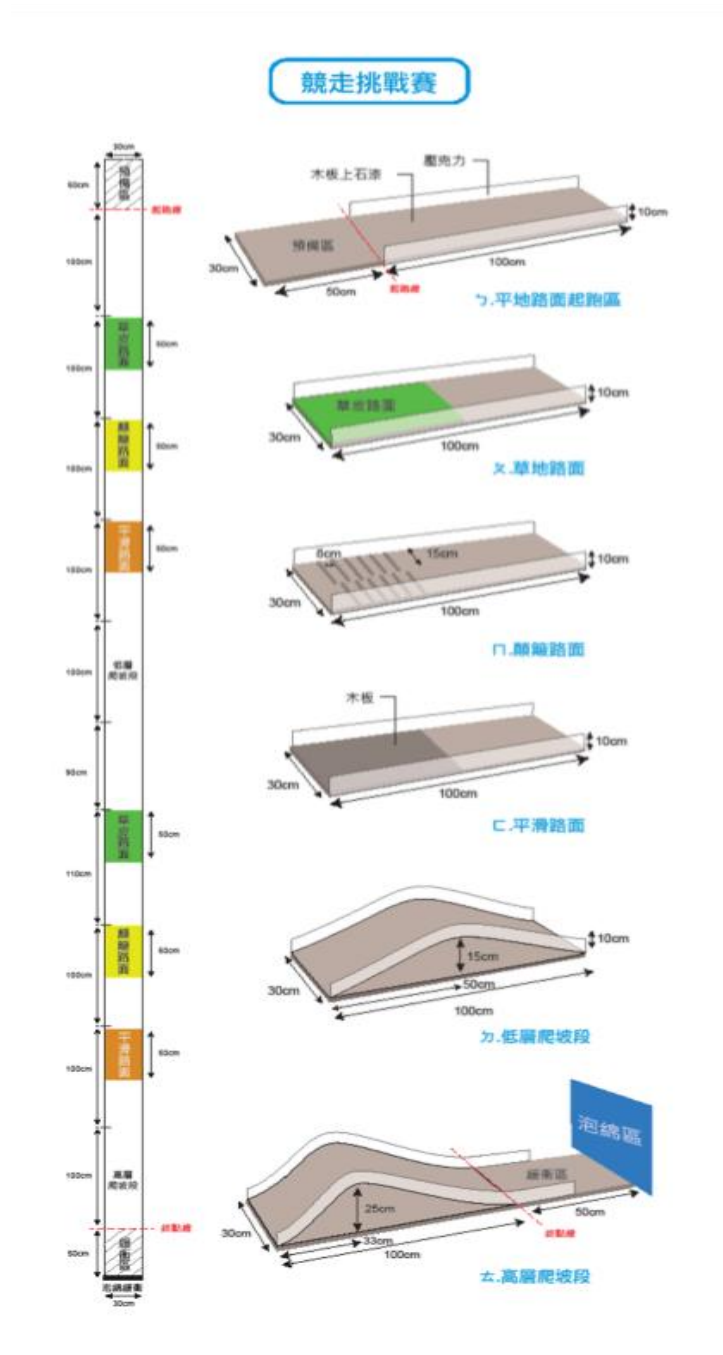 競走挑戰賽
30cm
預備區
50cm
起跑線
100cm
草皮路面
50cm
100cm
顛簸路面
50cm
100cm
平滑路面
50cm
100cm
低層
爬坡段
100cm
90cm
草皮路面
50cm
110cm
顛簸路面
50cm
100cm
平滑路面
50cm
100cm
高層
爬坡段
100cm
終點線
緩衝區
50cm
泡綿緩衝
30cm
壓克力
木板上石漆
預備區
10cm
30cm
50cm
起跑線
100cm
ㄅ.平地路面起跑區
草皮路面
10cm
30cm
100cm
ㄆ.草地路面
8cm
15cm
10cm
30cm
100cm
ㄇ.顛簸路面
木板
10cm
30cm
100cm
ㄈ.平滑路面
10cm
15cm
30cm
50cm
100cm
ㄉ.低層爬坡段
泡綿區
緩衝區
25cm
30cm
33cm
50cm
100cm
終點線
ㄊ.高層爬坡段